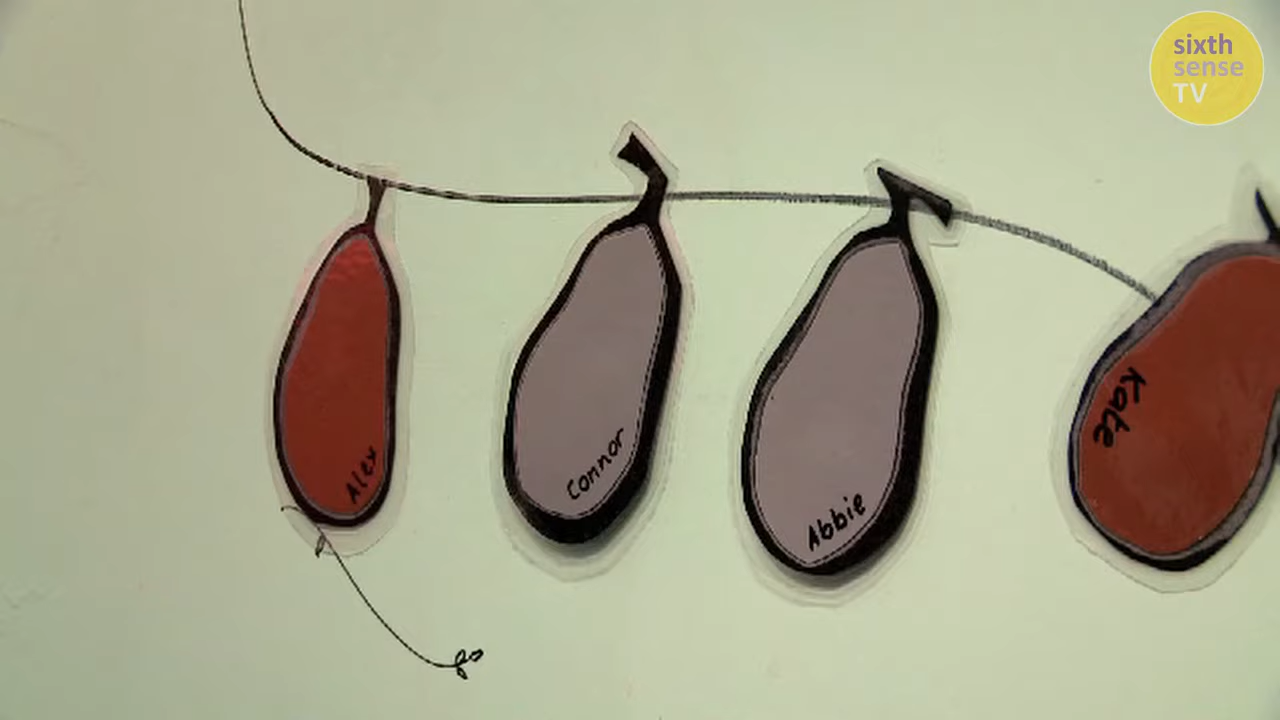 sixth
sense
TV
Alex
Connor
Abbie
Kate